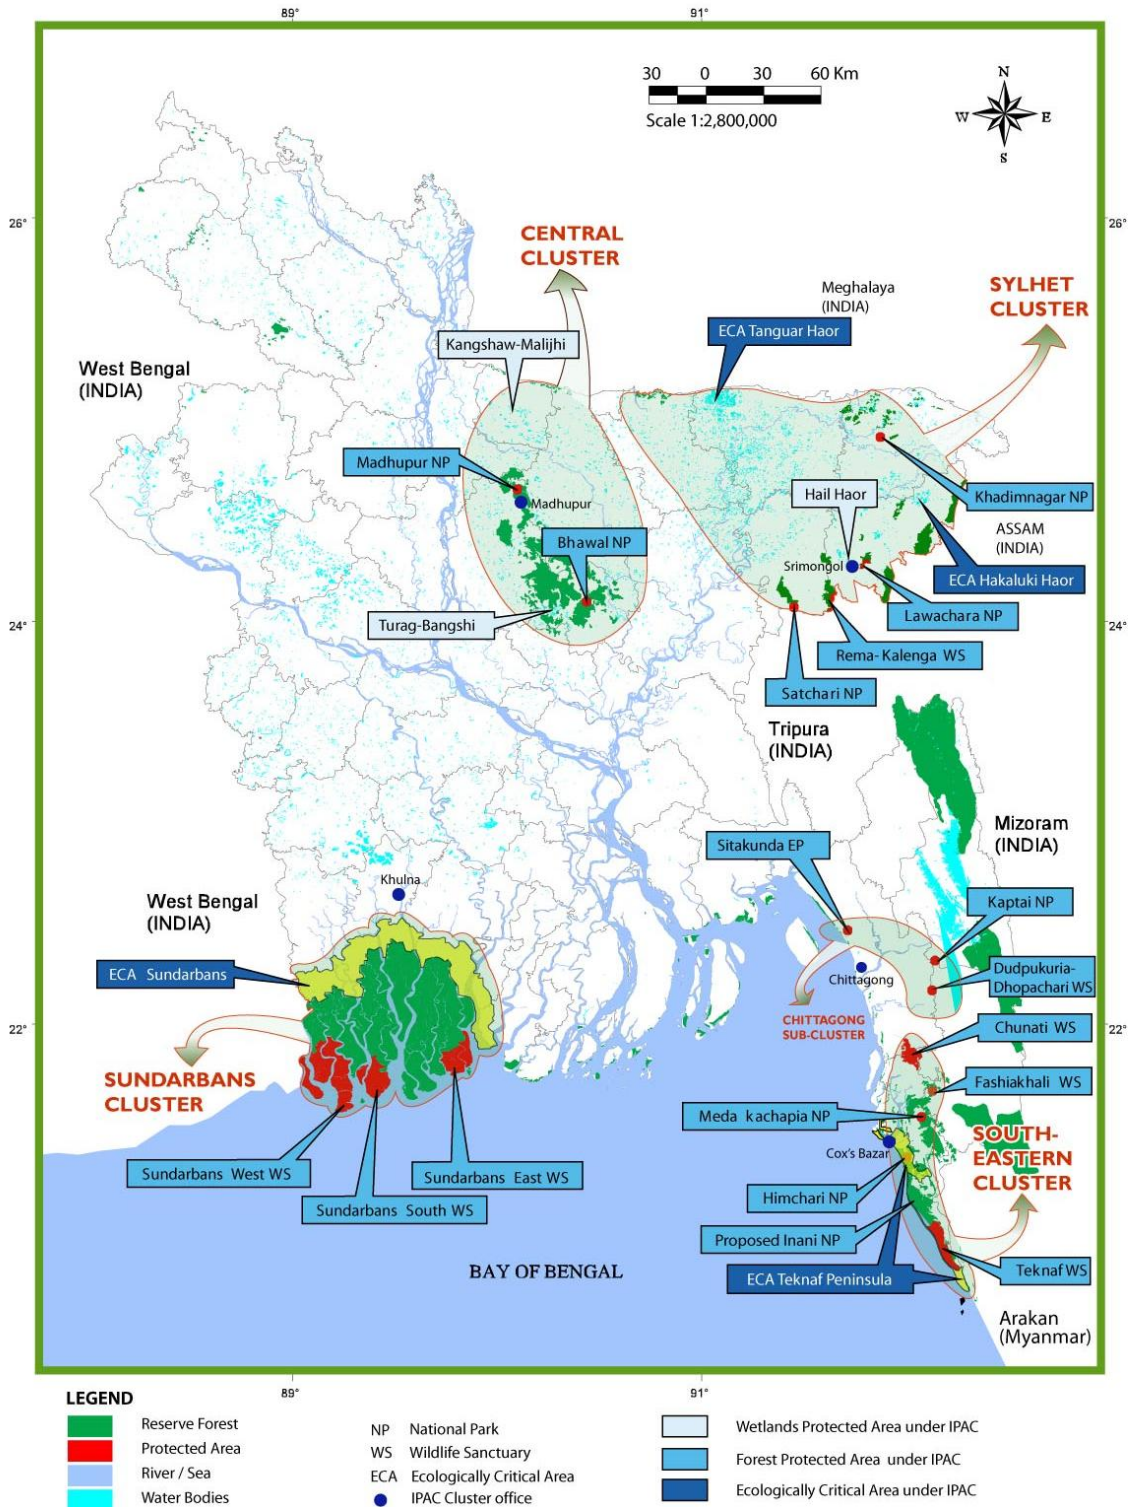 89°
91°
30 0 30 60 Km
Scale 1:2,800,000
N
W E
S
26°
26°
CENTRAL
CLUSTER
Meghalaya
(INDIA)
SYLHET
CLUSTER
ECA Tanguar Haor
Kangshaw-Malijhi
West Bengal
(INDIA)
Madhupur NP
Madhupur
Hail Haor
Khadimnagar NP
ASSAM
(INDIA)
Bhawal NP
Srimongol
ECA Hakaluki Haor
Lawachara NP
24°
24°
Turag-Bangshi
Rema-Kalenga WS
Satchari NP
Tripura
(INDIA)
Mizoram
(INDIA)
Sitakunda EP
Khulna
West Bengal
(INDIA)
Kaptai NP
ECA Sundarbans
Chittagong
Dudpukuria-
Dhopachari WS
22°
22°
CHITTAGONG
SUB-CLUSTER
Chunati WS
SUNDARBANS
CLUSTER
Fashiakhali WS
Meda kachapia NP
SOUTH-
EASTERN
CLUSTER
Cox's Bazar
Sundarbans West WS
Sundarbans East WS
Sundarbans South WS
Himchari NP
Proposed Inani NP
BAY OF BENGAL
ECA Teknaf Peninsula
Teknaf WS
Arakan
(Myanmar)
89°
91°
LEGEND
Reserve Forest
Protected Area
River / Sea
Water Bodies
NP National Park
WS Wildlife Sanctuary
ECA Ecologically Critical Area
IPAC Cluster office
Wetlands Protected Area under IPAC
Forest Protected Area under IPAC
Ecologically Critical Area under IPAC